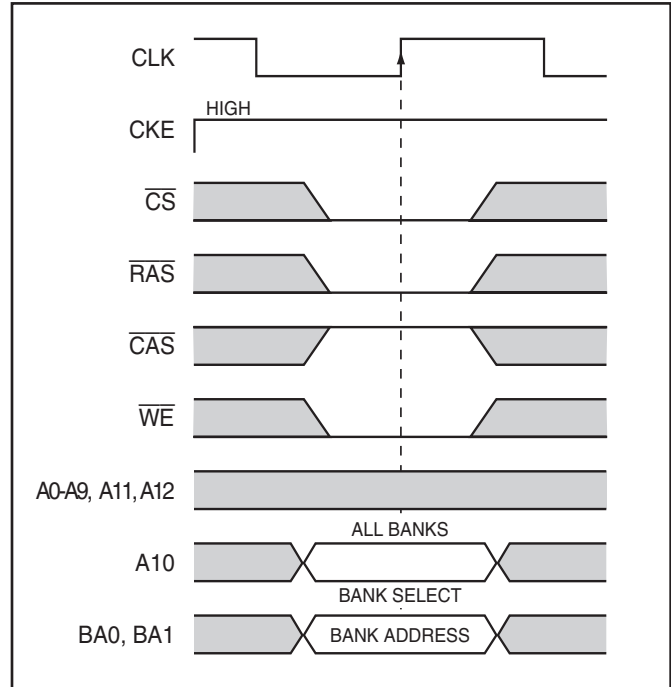 CLK
HIGH
CKE
CS
RAS
CAS
WE
A0-A9, A11, A12
ALL BANKS
A10
BANK SELECT
BA0, BA1
BANK ADDRESS